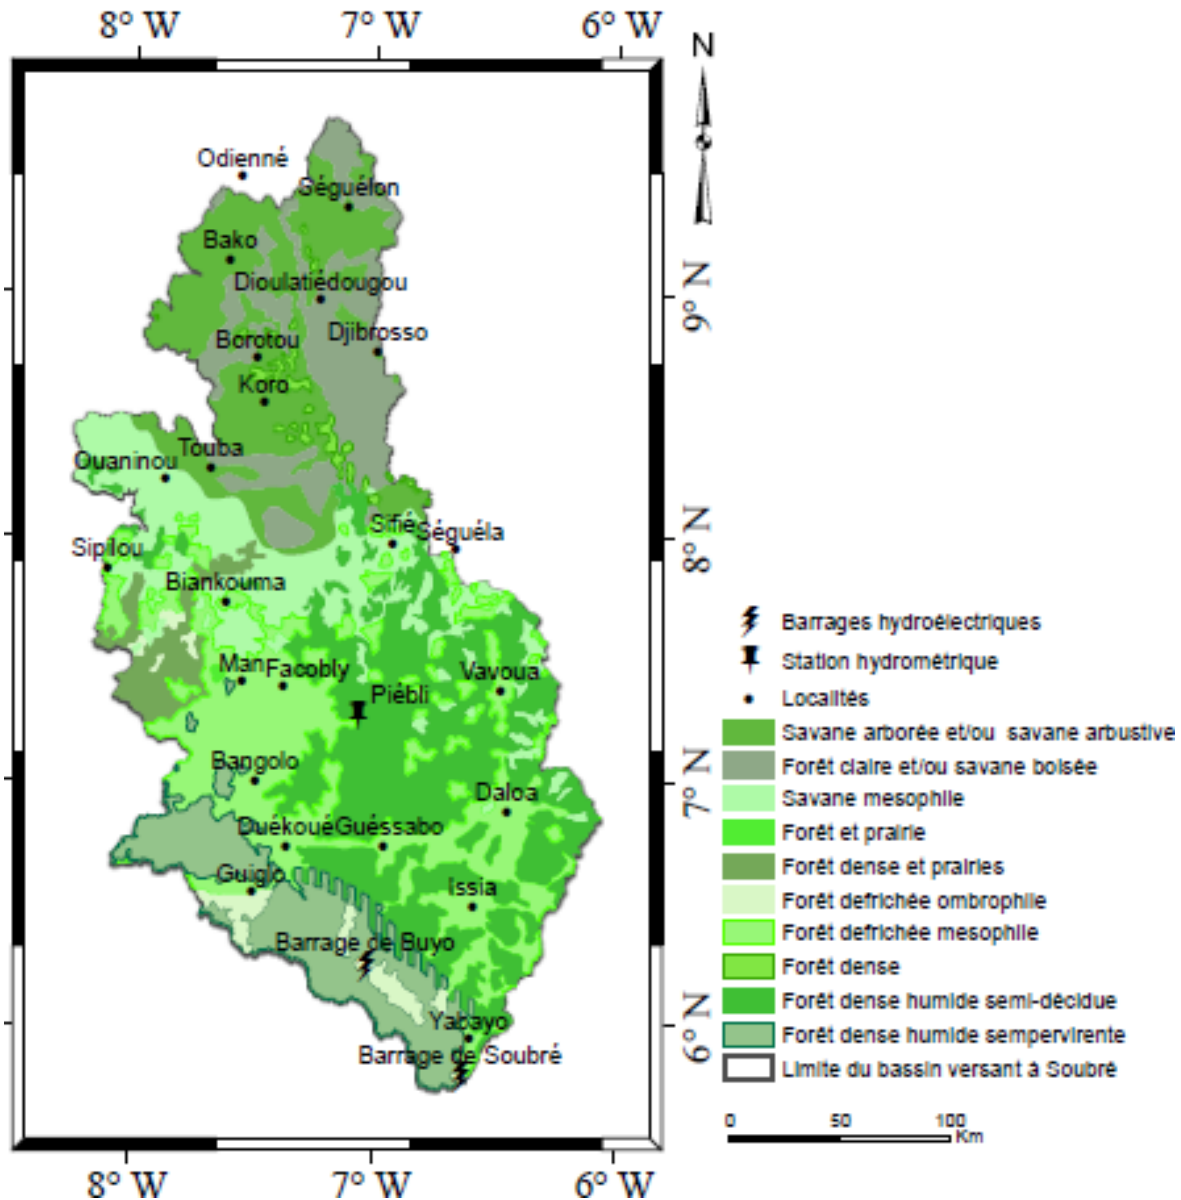 8° W 7° W 6° W
N
Odienné
Séguélon
Bako
Dioulatiédougou
9° N
Djibrosso
Borotou
Koro
Touba
Ouaninou
Sifié
Séguéla
8° N
Sipilou
Biankouma
Man
Facobly
Vavoua
Piébli
Bangolo
7° N
Daloa
Duékoué
Guéssabo
Guiglo
Issia
Barrage de Buyo
Yabayo
6° N
Barrage de Soubré
8° W 7° W 6° W
Barrages hydroélectriques
Station hydrométrique
Localités
Savane arborée et/ou savane arbustive
Forêt claire et/ou savane boisée
Savane mesophile
Forêt et prairie
Forêt dense et prairies
Forêt defrichée ombrophile
Forêt defrichée mesophile
Forêt dense
Forêt dense humide semi-décidue
Forêt dense humide sempervirente
Limite du bassin versant à Soubré
0 50 100
Km